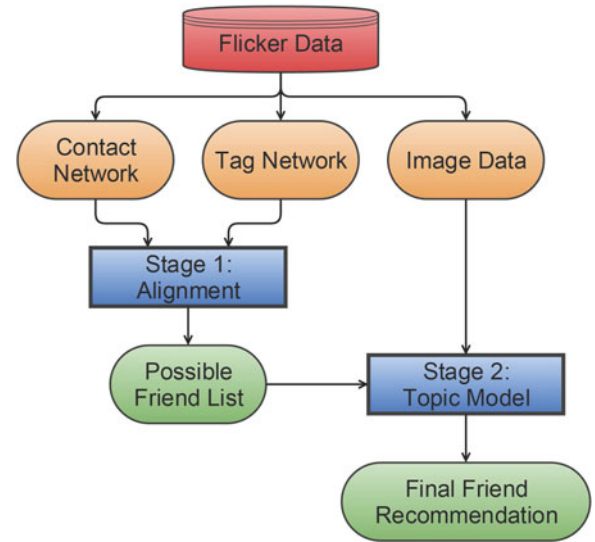 Flicker Data
Contact
Network
Tag Network
Image Data
Stage 1:
Alignment
Possible
Friend List
Stage 2:
Topic Model
Final Friend
Recommendation